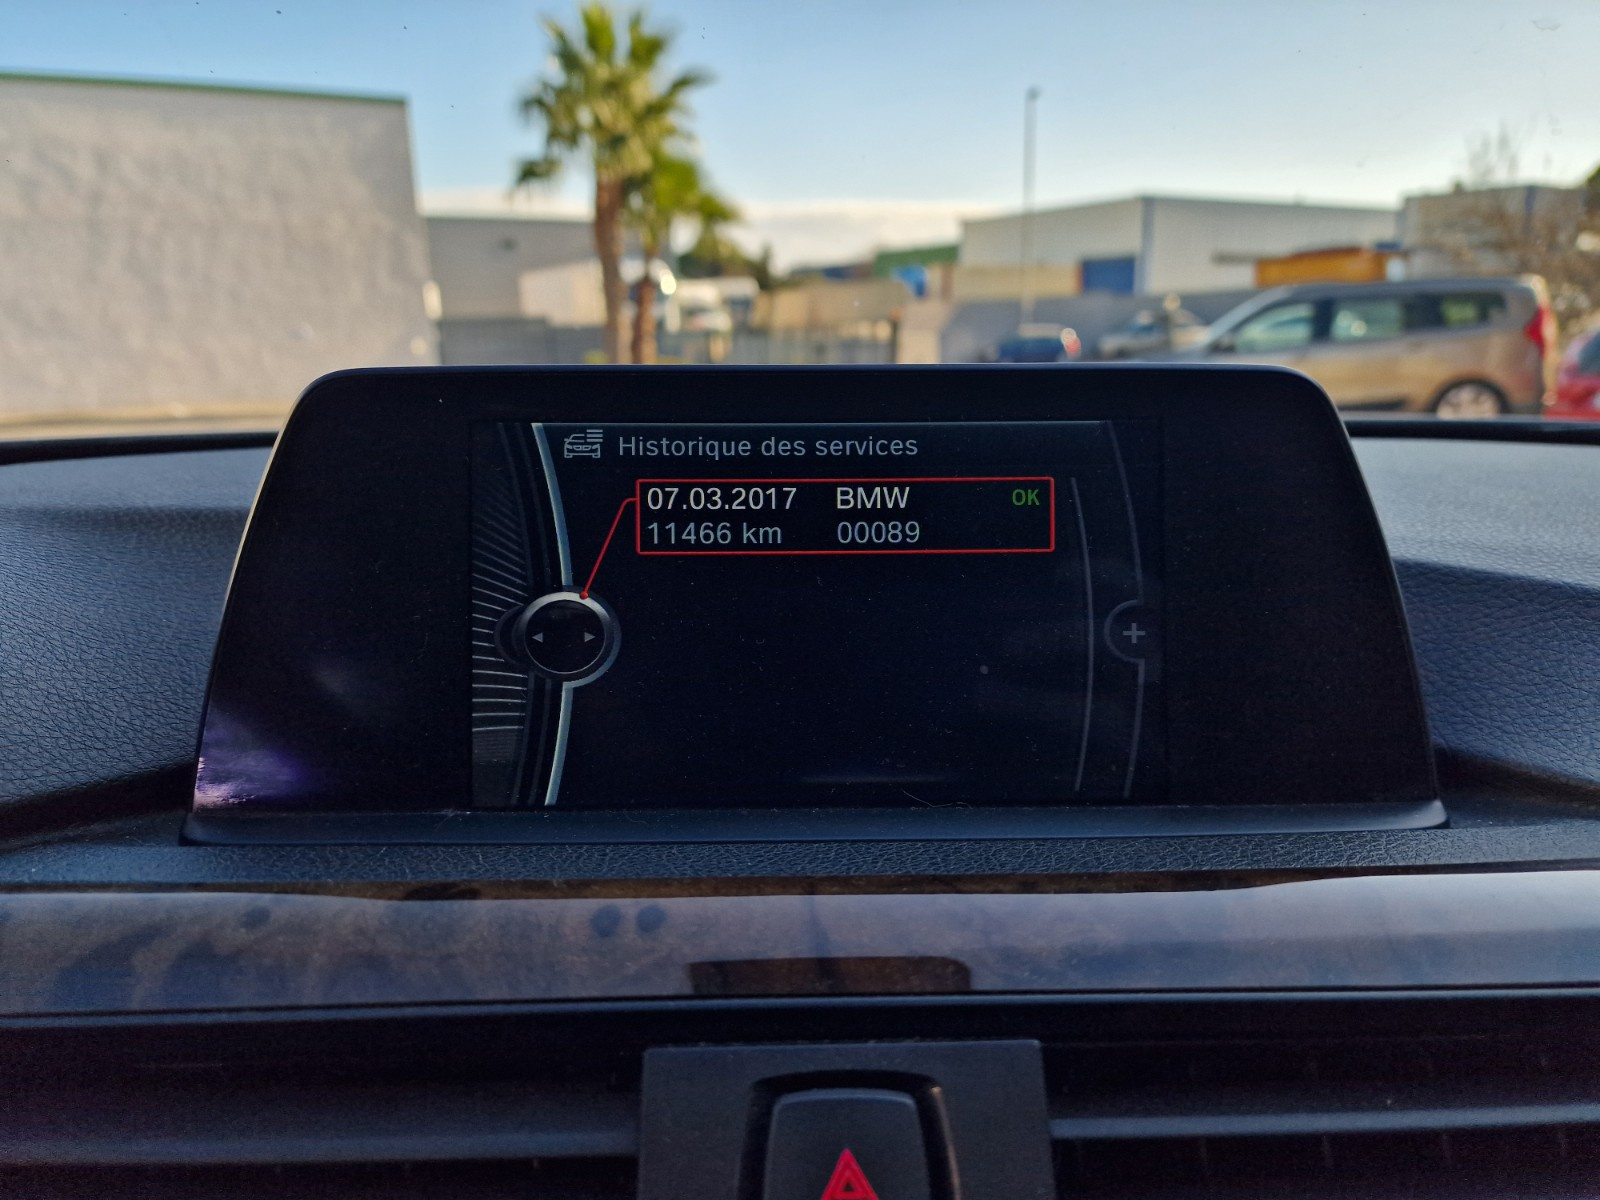 Historique des services
07.03.2017 BMW OK
11466 km 00089